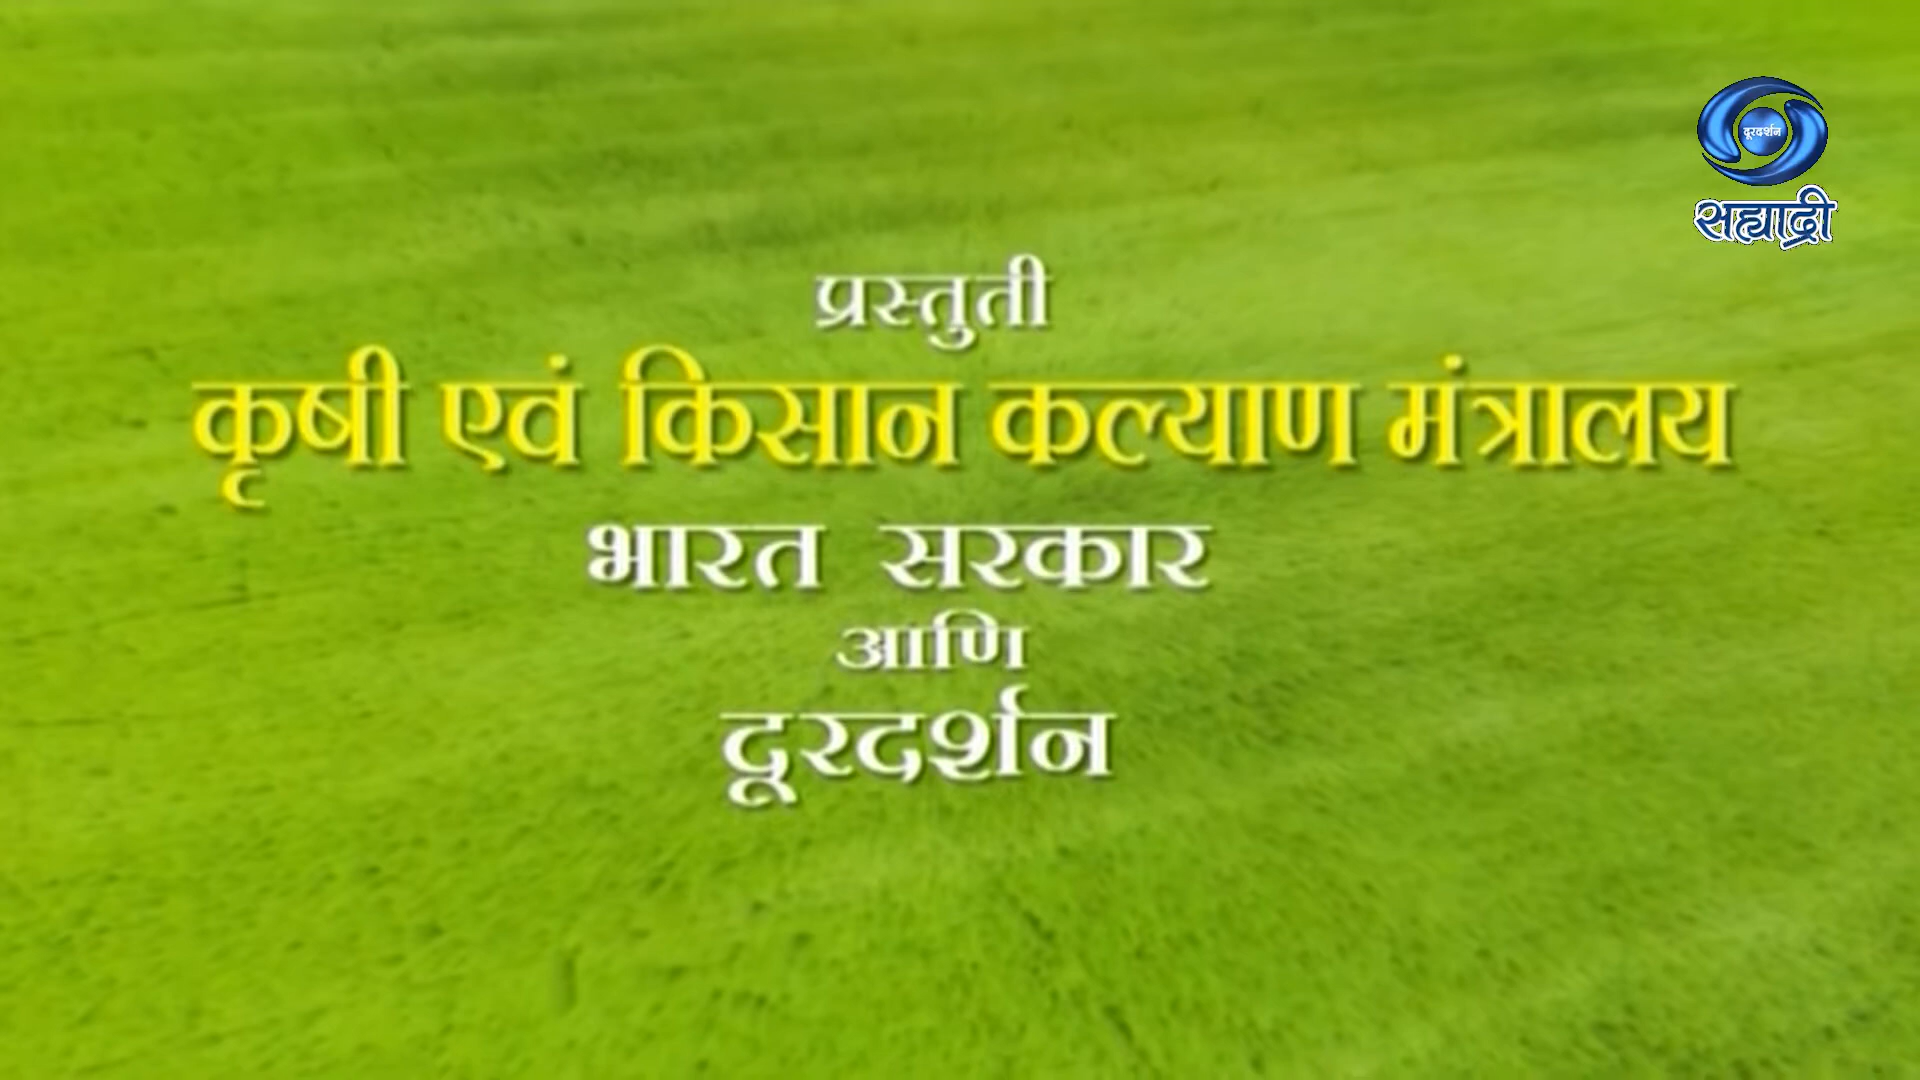 दूरदर्शन
सह्याद्री
प्रस्तुती
कृषी एवं किसान कल्याण मंत्रालय
भारत सरकार
आणि
दूरदर्शन